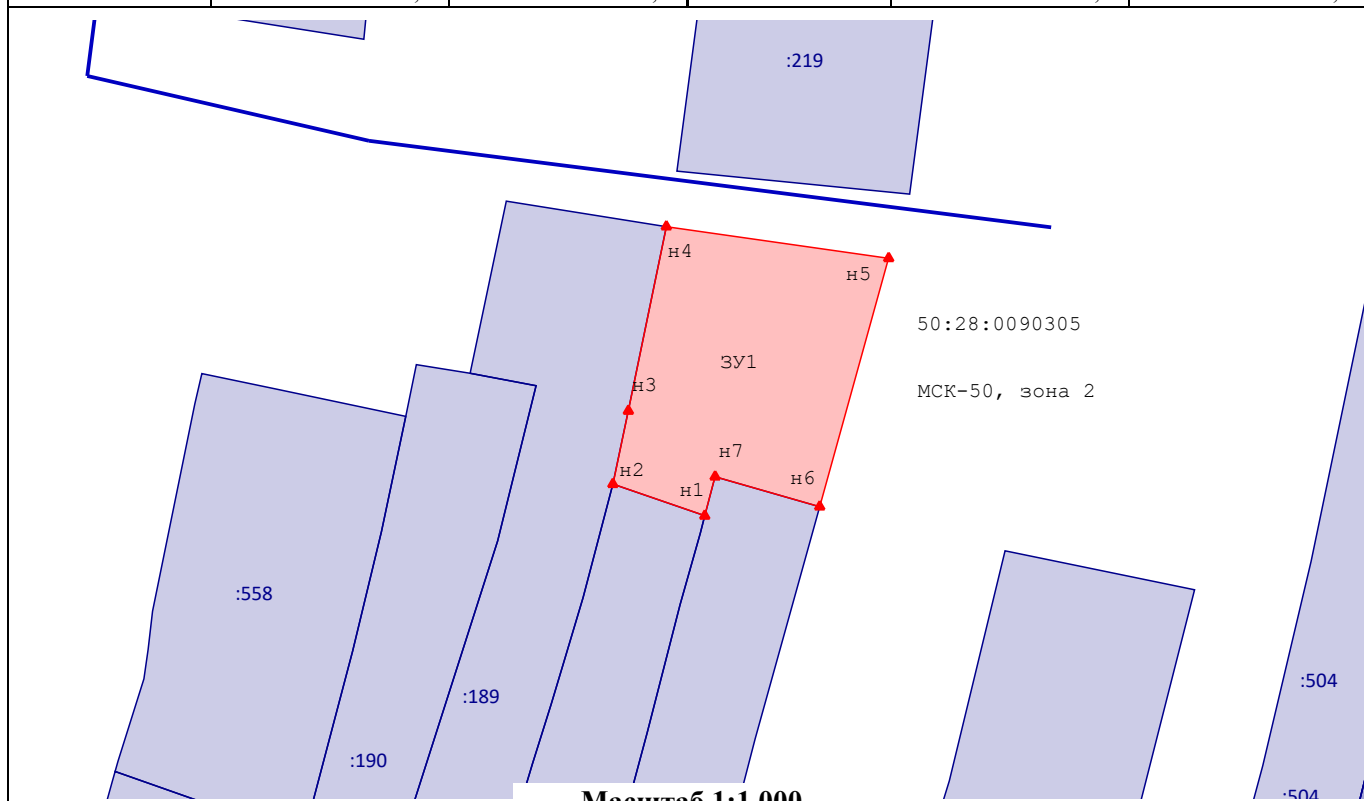 :219
н4
н5
50:28:0090305
ЗУ1
н3
МСК-50, зона 2
н7
н2
н6
н1
:558
:504
:189
:190
:504
Масштаб 1:1 000